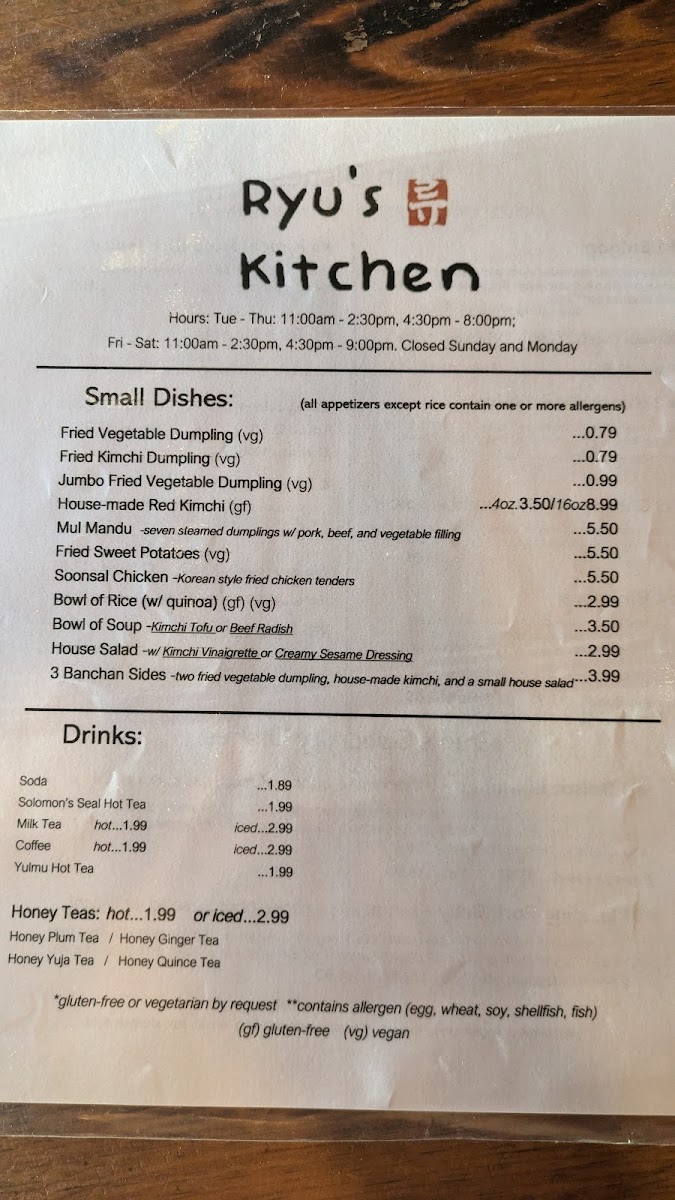 Ryu's
Kitchen
Hours: Tue - Thu: 11:00am - 2:30pm, 4:30pm - 8:00pm;
Fri - Sat: 11:00am - 2:30pm, 4:30pm - 9:00pm. Closed Sunday and Monday
Small Dishes: (all appetizers except rice contain one or more allergens)
Fried Vegetable Dumpling (vg) ...0.79
Fried Kimchi Dumpling (vg) ...0.79
Jumbo Fried Vegetable Dumpling (vg) ...0.99
House-made Red Kimchi (gf) ...4oz.3.50/16oz8.99
Mul Mandu -seven steamed dumplings w/ pork, beef, and vegetable filling ...5.50
Fried Sweet Potatoes (vg) ...5.50
Soonsal Chicken -Korean style fried chicken tenders ...5.50
Bowl of Rice (w/ quinoa) (gf) (vg) ...2.99
Bowl of Soup -Kimchi Tofu or Beef Radish ...3.50
House Salad -w/ Kimchi Vinaigrette or Creamy Sesame Dressing ...2.99
3 Banchan Sides -two fried vegetable dumpling, house-made kimchi, and a small house salad ...3.99
Drinks:
Soda ...1.89
Solomon's Seal Hot Tea ...1.99
Milk Tea hot...1.99 iced...2.99
Coffee hot...1.99 iced...2.99
Yulmu Hot Tea ...1.99
Honey Teas: hot...1.99 or iced...2.99
Honey Plum Tea / Honey Ginger Tea
Honey Yuja Tea / Honey Quince Tea
*gluten-free or vegetarian by request **contains allergen (egg, wheat, soy, shellfish, fish)
(gf) gluten-free (vg) vegan